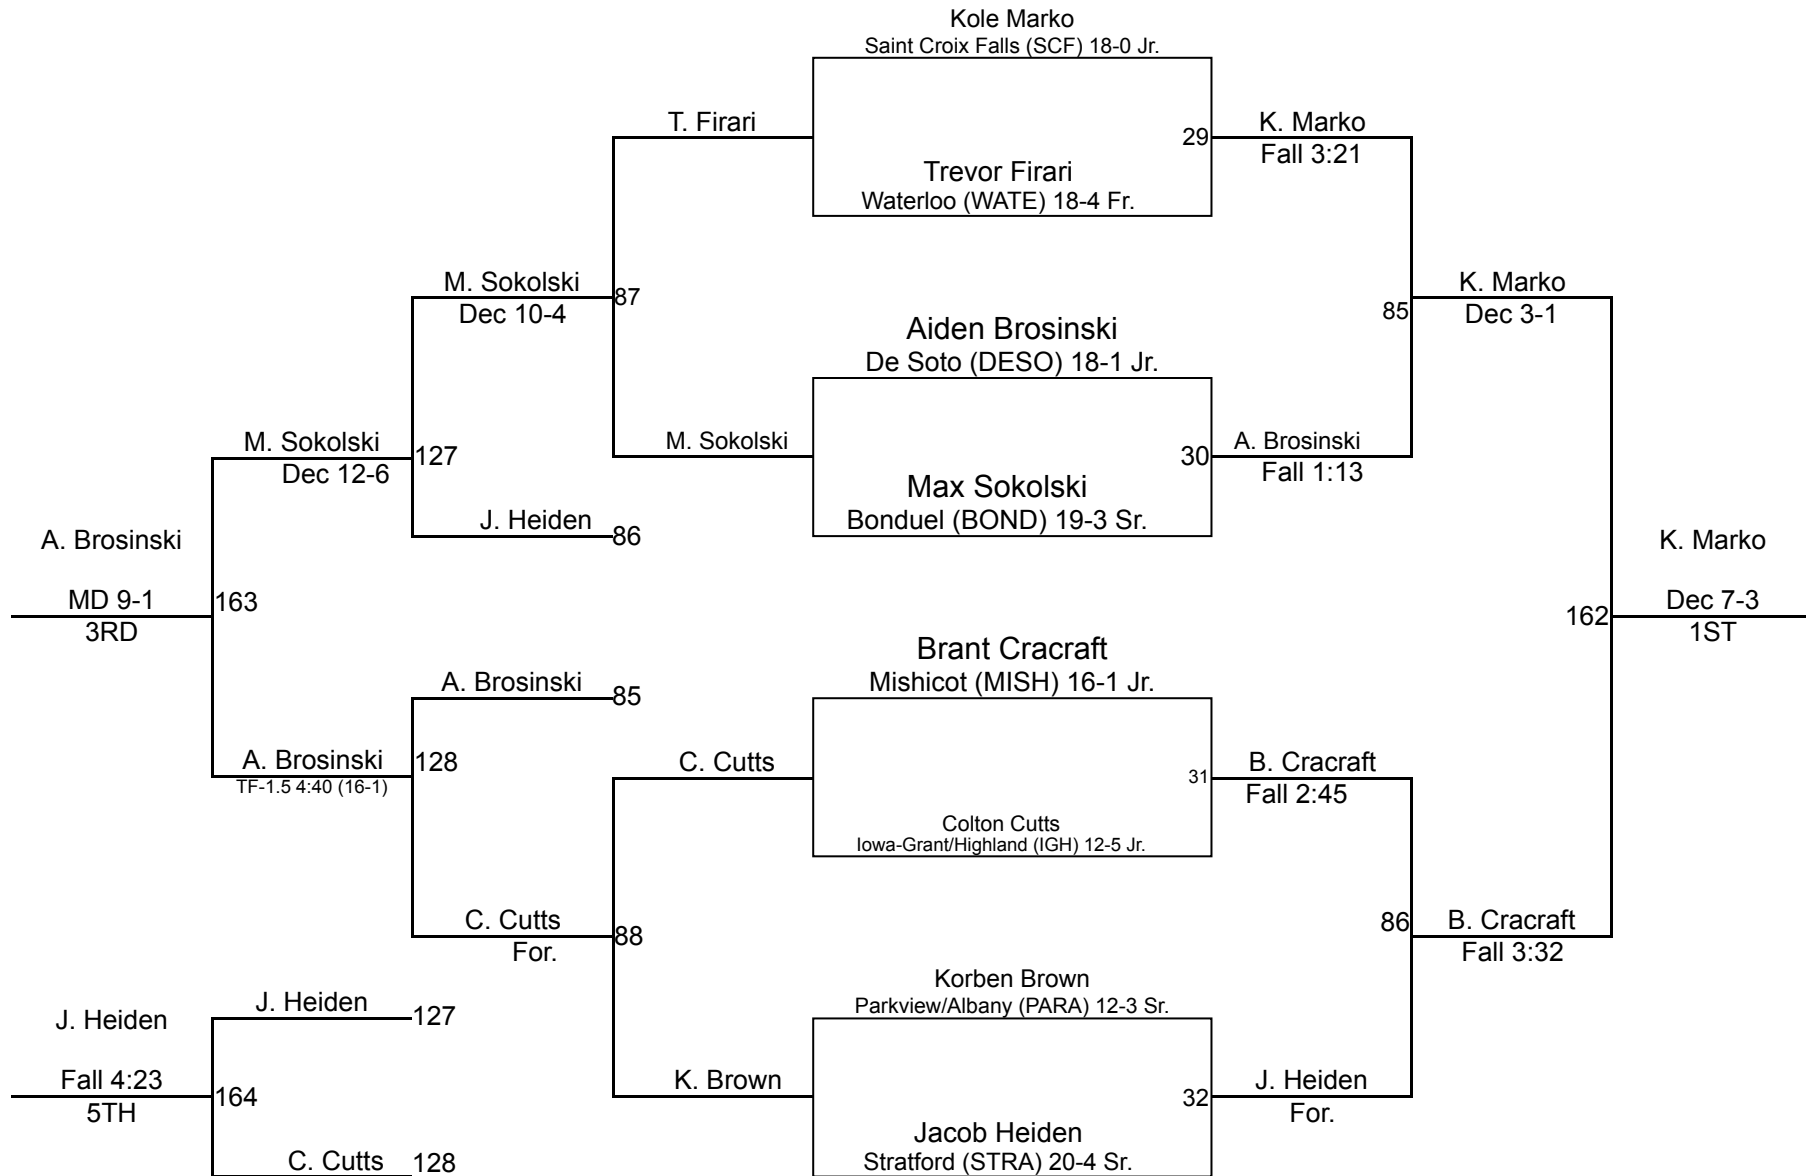 Kole Marko
Saint Croix Falls (SCF) 18-0 Jr.
T. Firari
29
K. Marko
Fall 3:21
Trevor Firari
Waterloo (WATE) 18-4 Fr.
M. Sokolski
Dec 10-4
87
K. Marko
Dec 3-1
85
Aiden Brosinski
De Soto (DESO) 18-1 Jr.
M. Sokolski
Dec 12-6
127
M. Sokolski
30
A. Brosinski
Fall 1:13
Max Sokolski
Bonduel (BOND) 19-3 Sr.
J. Heiden
86
A. Brosinski
MD 9-1
3RD
163
K. Marko
Dec 7-3
1ST
162
Brant Cracraft
Mishicot (MISH) 16-1 Jr.
A. Brosinski
85
A. Brosinski
TF-1.5 4:40 (16-1)
128
C. Cutts
31
B. Cracraft
Fall 2:45
Colton Cutts
Iowa-Grant/Highland (IGH) 12-5 Jr.
C. Cutts
For.
88
86
B. Cracraft
Fall 3:32
Korben Brown
Parkview/Albany (PARA) 12-3 Sr.
J. Heiden
127
J. Heiden
Fall 4:23
5TH
164
K. Brown
32
J. Heiden
For.
Jacob Heiden
Stratford (STRA) 20-4 Sr.
C. Cutts
128